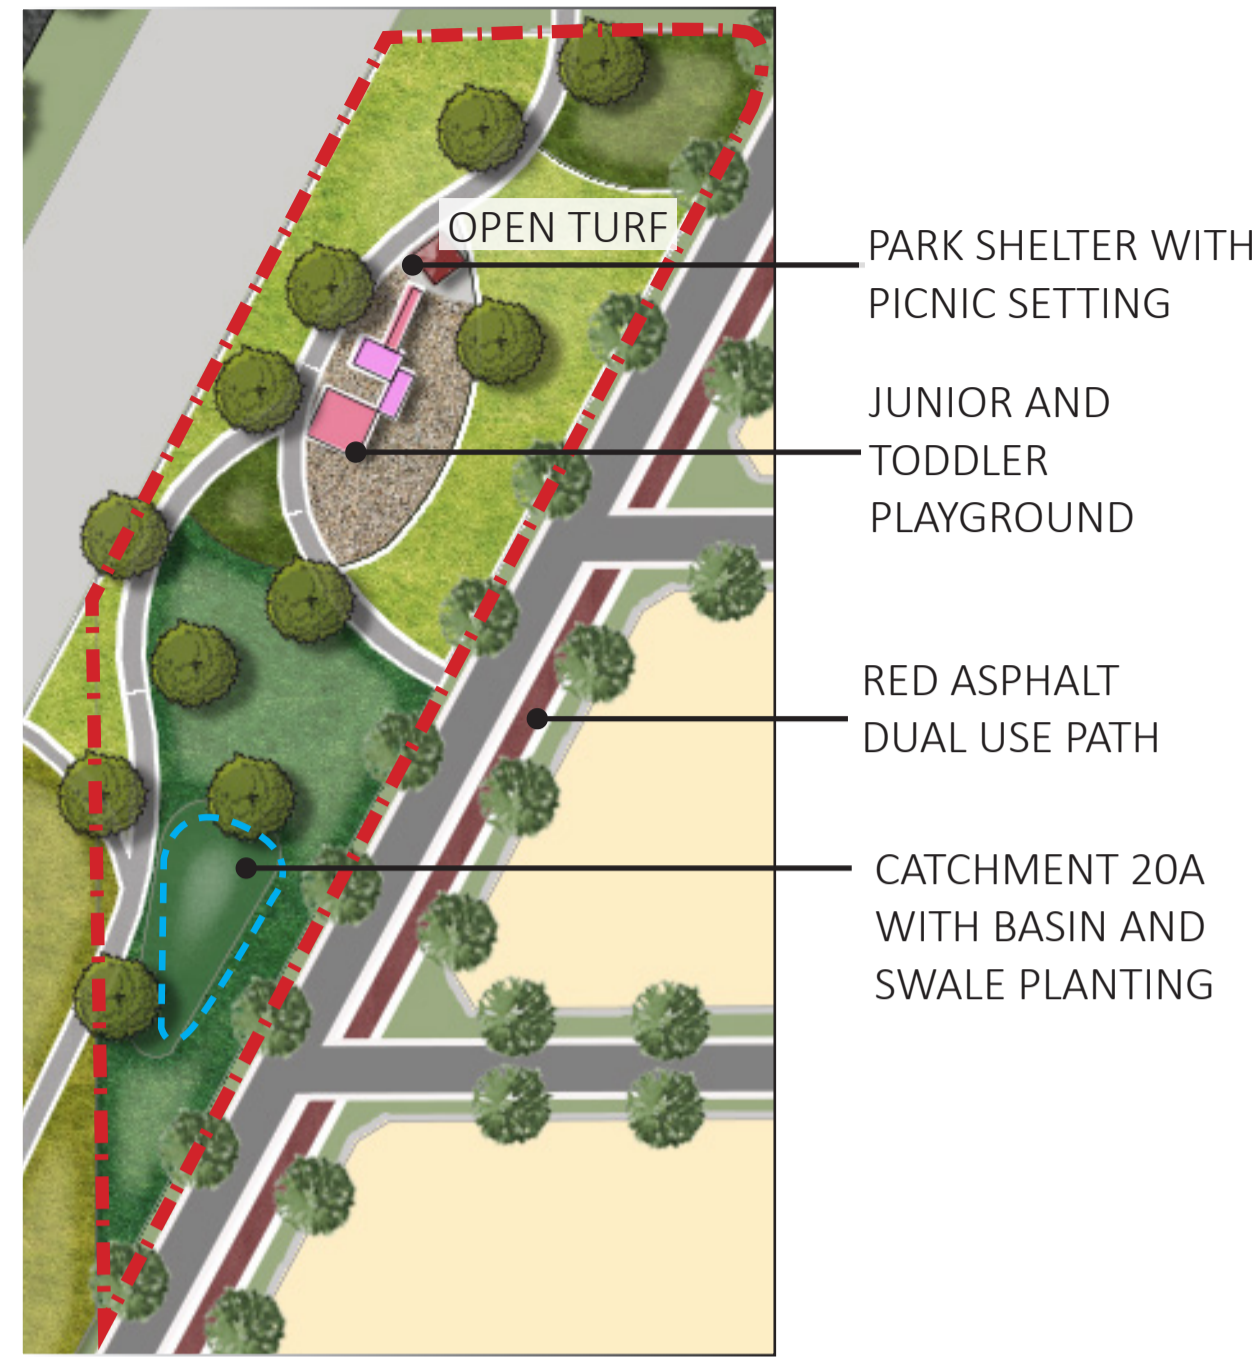 OPEN TURF
PARK SHELTER WITH
PICNIC SETTING
JUNIOR AND
TODDLER
PLAYGROUND
RED ASPHALT
DUAL USE PATH
CATCHMENT 20A
WITH BASIN AND
SWALE PLANTING